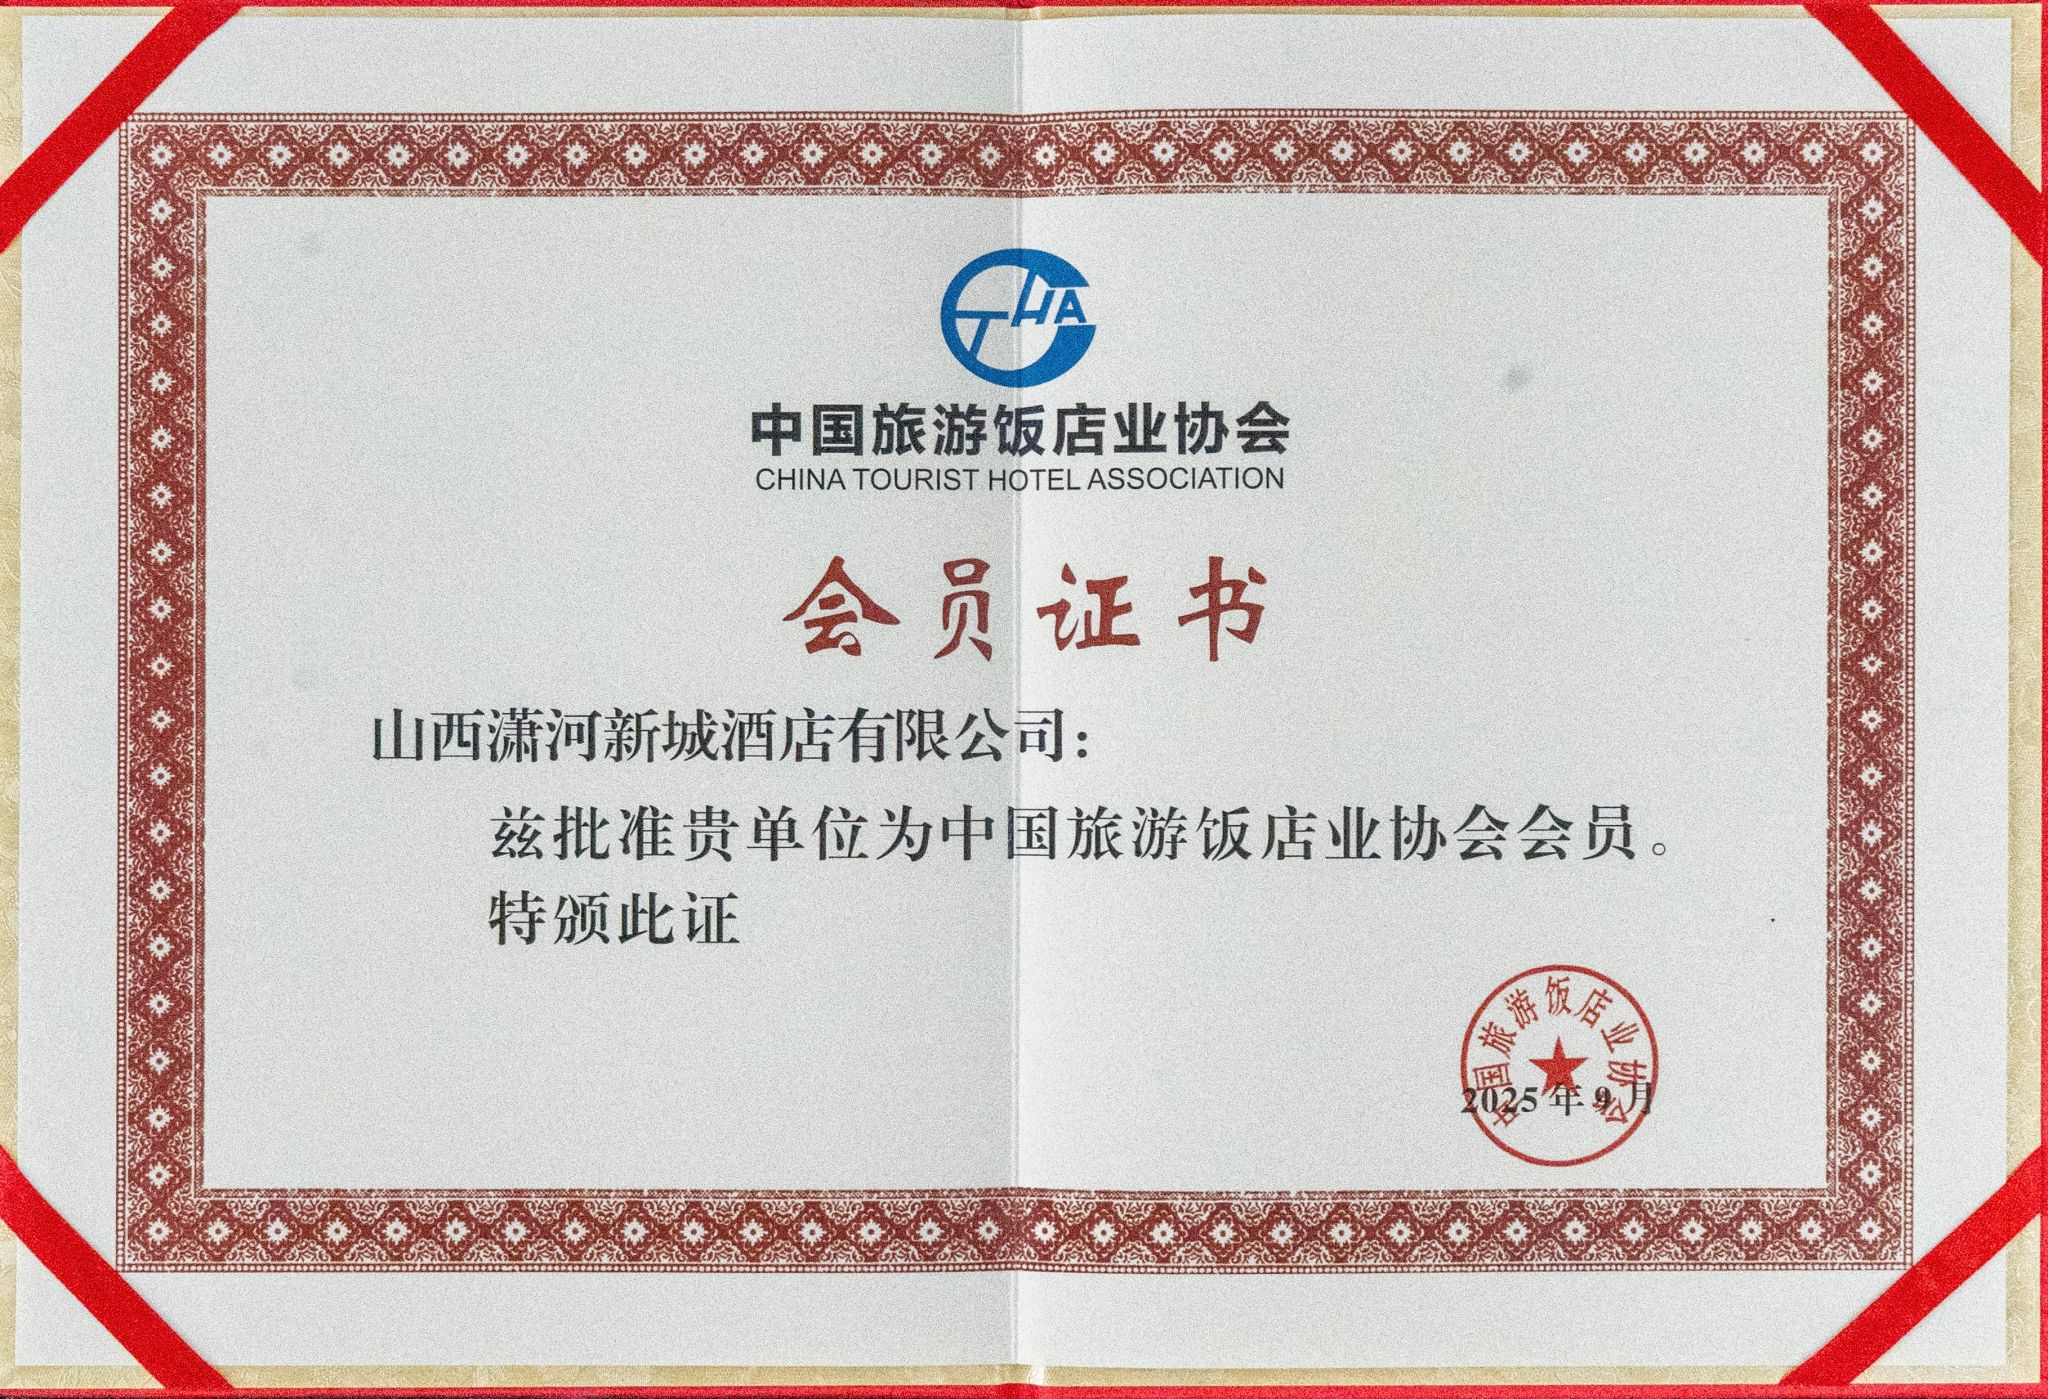 CTHA
中国旅游饭店业协会
CHINA TOURIST HOTEL ASSOCIATION
会员证书
山西潇河新城酒店有限公司：
兹批准贵单位为中国旅游饭店业协会会员。
特颁此证
中国旅游饭店业协会
2025年9月